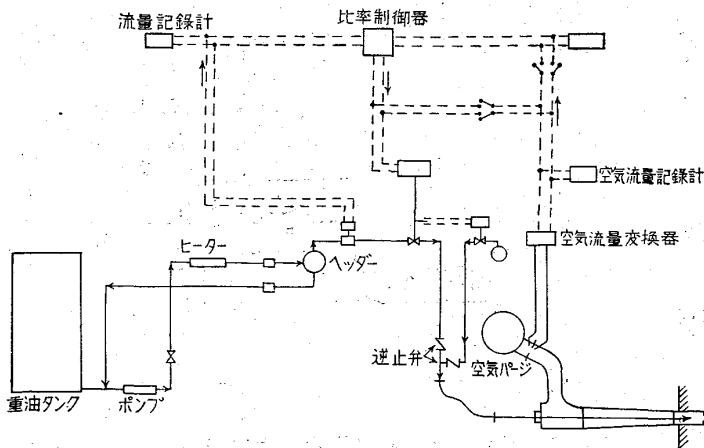 流量記録計
比率制御器
空気流量記録計
空気流量変換器
ヒーター
ヘッダー
逆止弁
空気パージ
重油タンク
ポンプ